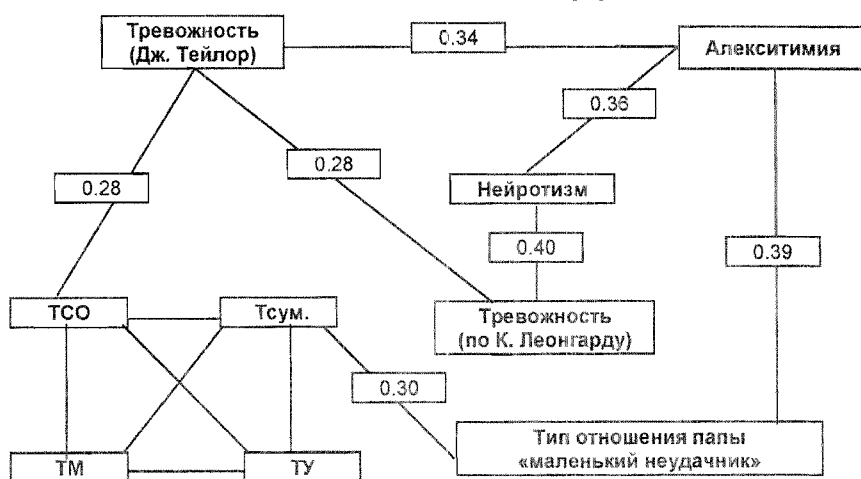 Тревожность
(Дж. Тейлор)
0.34
Алекситимия
0.36
0.28
0.28
Нейротизм
0.40
0.39
ТСО
Тсум.
Тревожность
(по К. Леонгарду)
0.30
Тип отношения папы
«маленький неудачник»
ТМ
ТУ